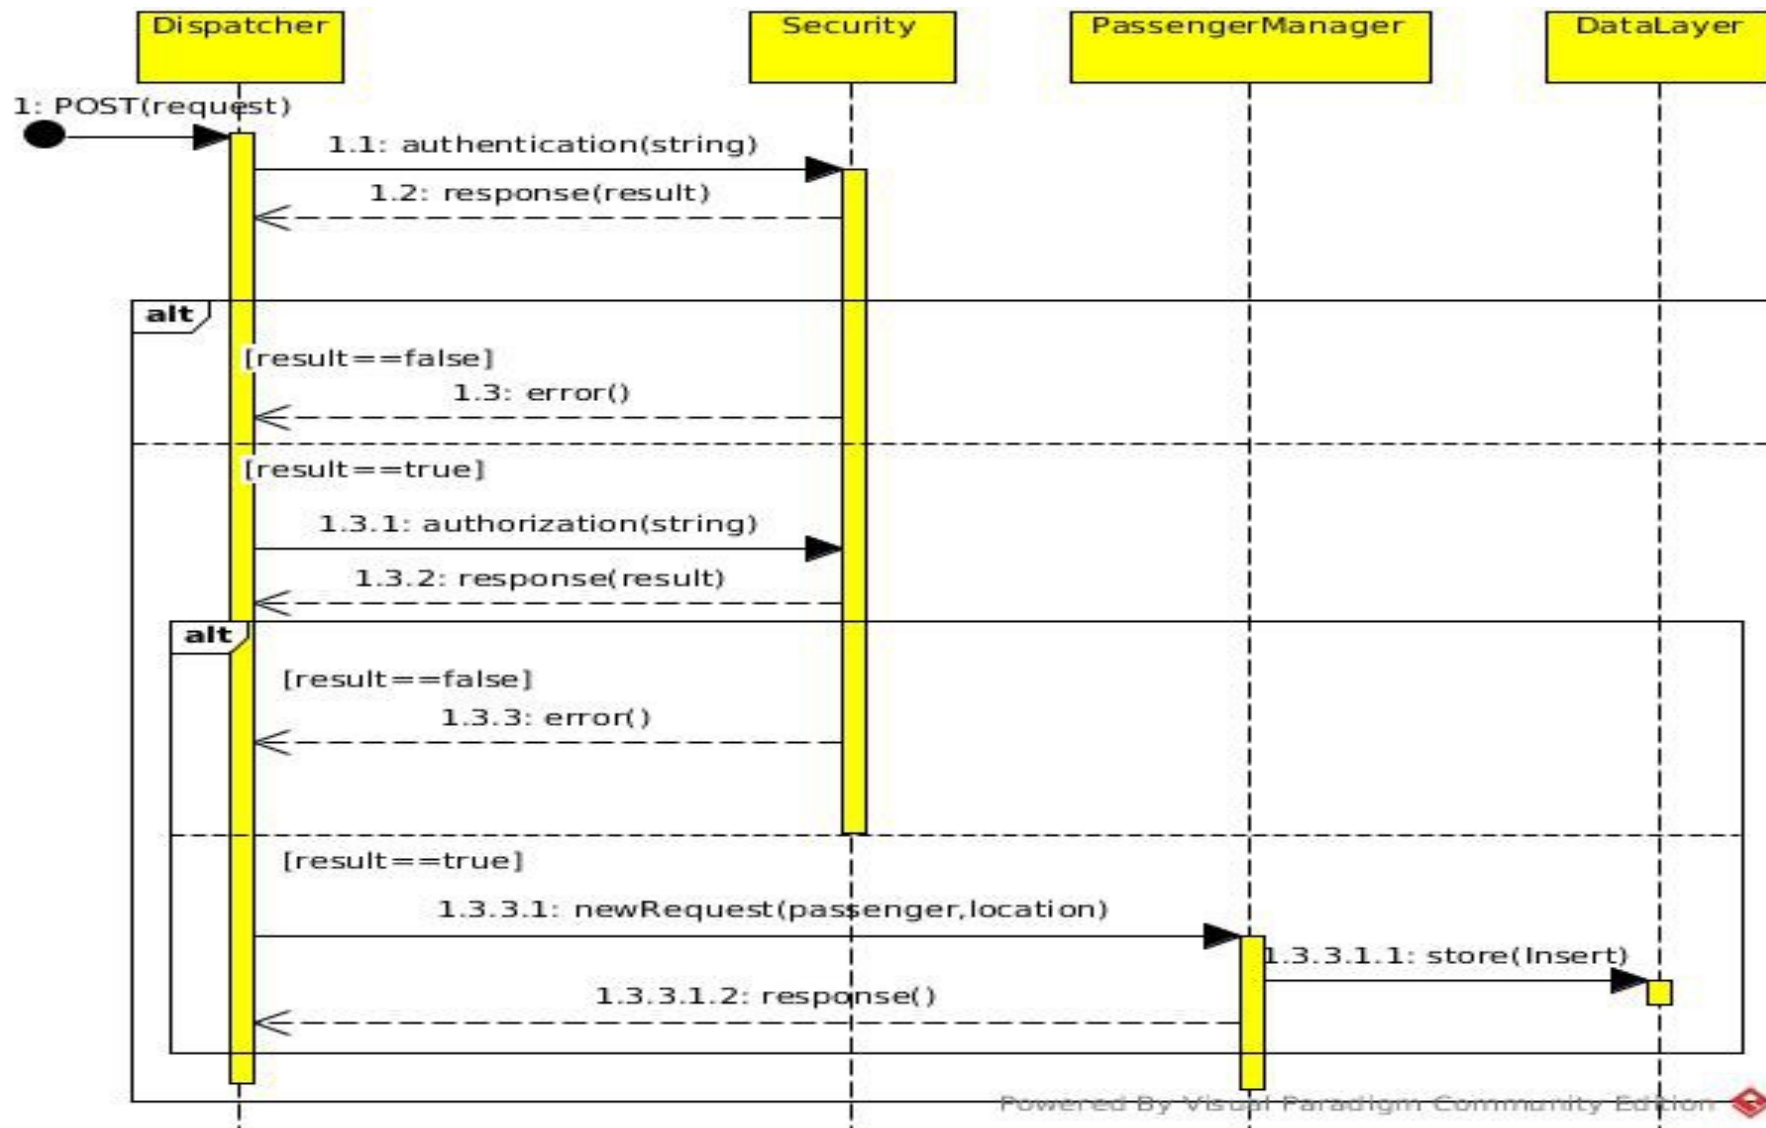 Dispatcher
Security
PassengerManager
DataLayer
1: POST(request)
1.1: authentication(string)
1.2: response(result)
alt
[result==false]
1.3: error()
[result==true]
1.3.1: authorization(string)
1.3.2: response(result)
alt
[result==false]
1.3.3: error()
[result==true]
1.3.3.1: newRequest(passenger,location)
1.3.3.1.1: store(Insert)
1.3.3.1.2: response()
Powered By Visual Paradigm Community Edition